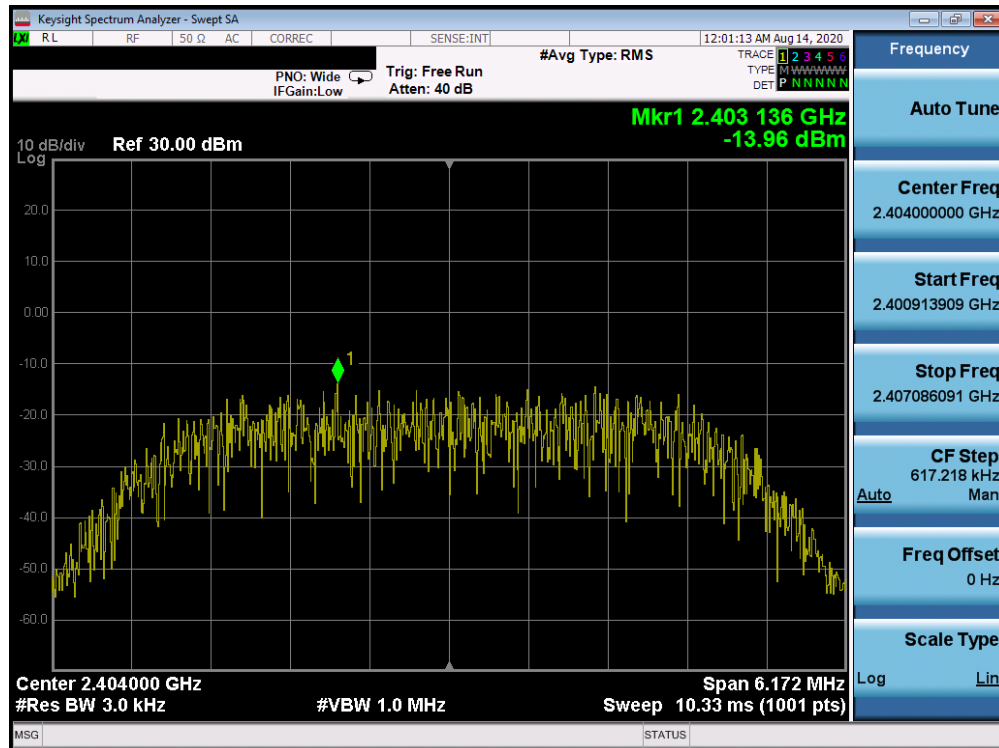 Keysight Spectrum Analyzer - Swept SA
LXI RL RF 50 Ω AC CORREC SENSE:INT 12:01:13 AM Aug 14, 2020
PNO: Wide Trig: Free Run #Avg Type: RMS TRACE 1 2 3 4 5 6
IFGain:Low Atten: 40 dB TYPE M W W W W W
DET P N N N N N
Mkr1 2.403 136 GHz
-13.96 dBm
10 dB/div Ref 30.00 dBm
Log
20.0
10.0
0.00
-10.0
-20.0
-30.0
-40.0
-50.0
-60.0
1
Center 2.404000 GHz Span 6.172 MHz
#Res BW 3.0 kHz #VBW 1.0 MHz Sweep 10.33 ms (1001 pts)
MSG STATUS
Frequency
Auto Tune
Center Freq
2.404000000 GHz
Start Freq
2.400913909 GHz
Stop Freq
2.407086091 GHz
CF Step
617.218 kHz
Auto Man
Freq Offset
0 Hz
Scale Type
Log Lin